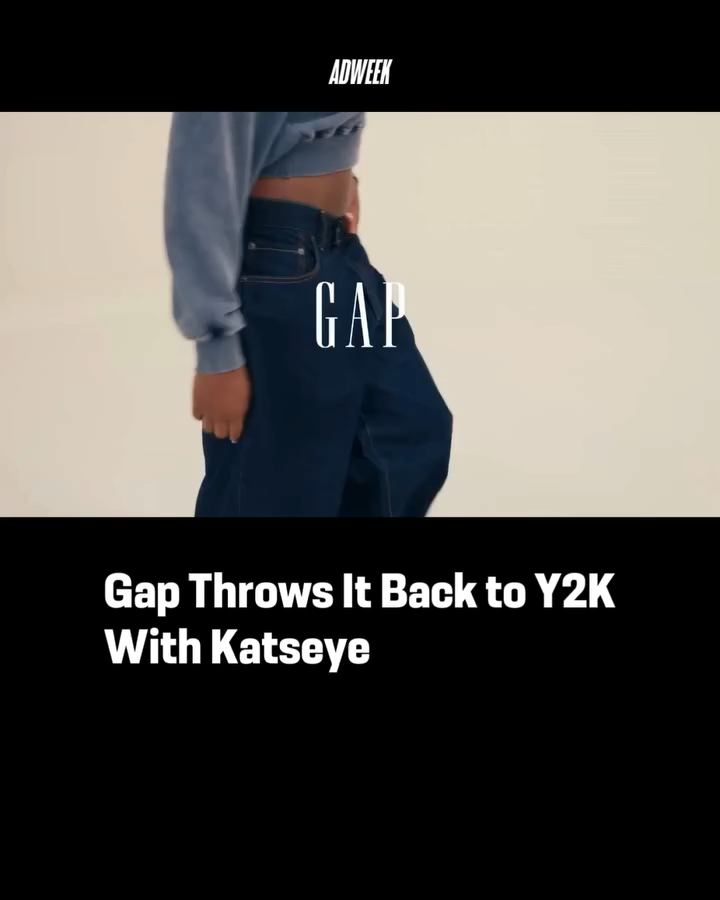 ADWEEK
GAP
Gap Throws It Back to Y2K
With Katseye